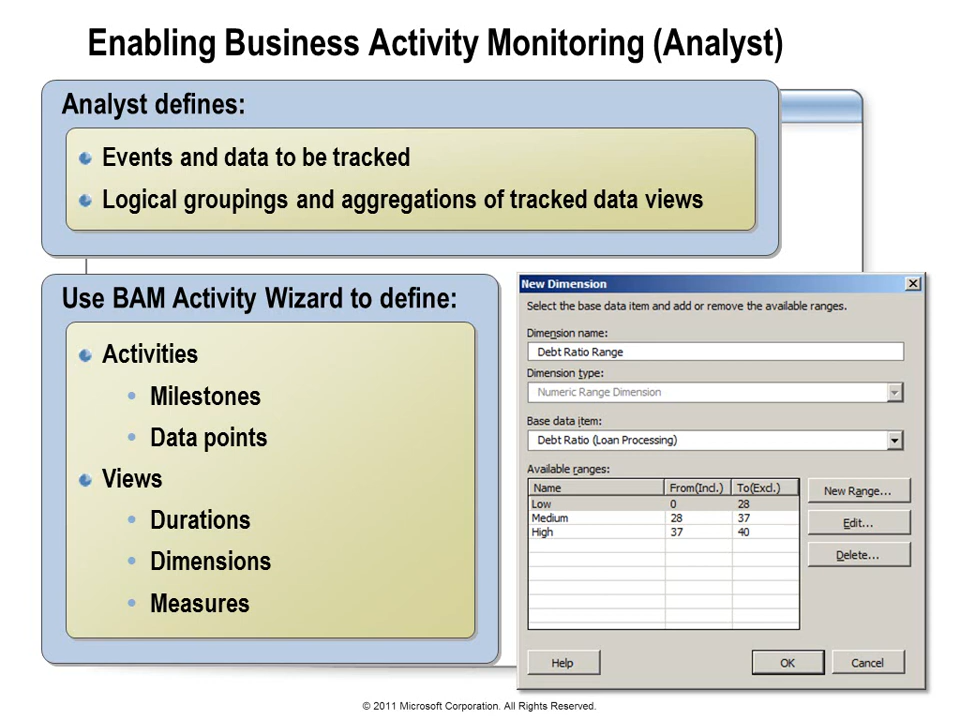 Enabling Business Activity Monitoring (Analyst)
Analyst defines:
Events and data to be tracked
Logical groupings and aggregations of tracked data views
Use BAM Activity Wizard to define:
Activities
Milestones
Data points
Views
Durations
Dimensions
Measures
New Dimension
Select the base data item and add or remove the available ranges.
Dimension name:
Debt Ratio Range
Dimension type:
Numeric Range Dimension
Base data item:
Debt Ratio (Loan Processing)
Available ranges:
Name From(Incl.) To(Excl.)
Low 0 28
Medium 28 37
High 37 40
New Range...
Edit...
Delete...
Help OK Cancel
© 2011 Microsoft Corporation. All Rights Reserved.